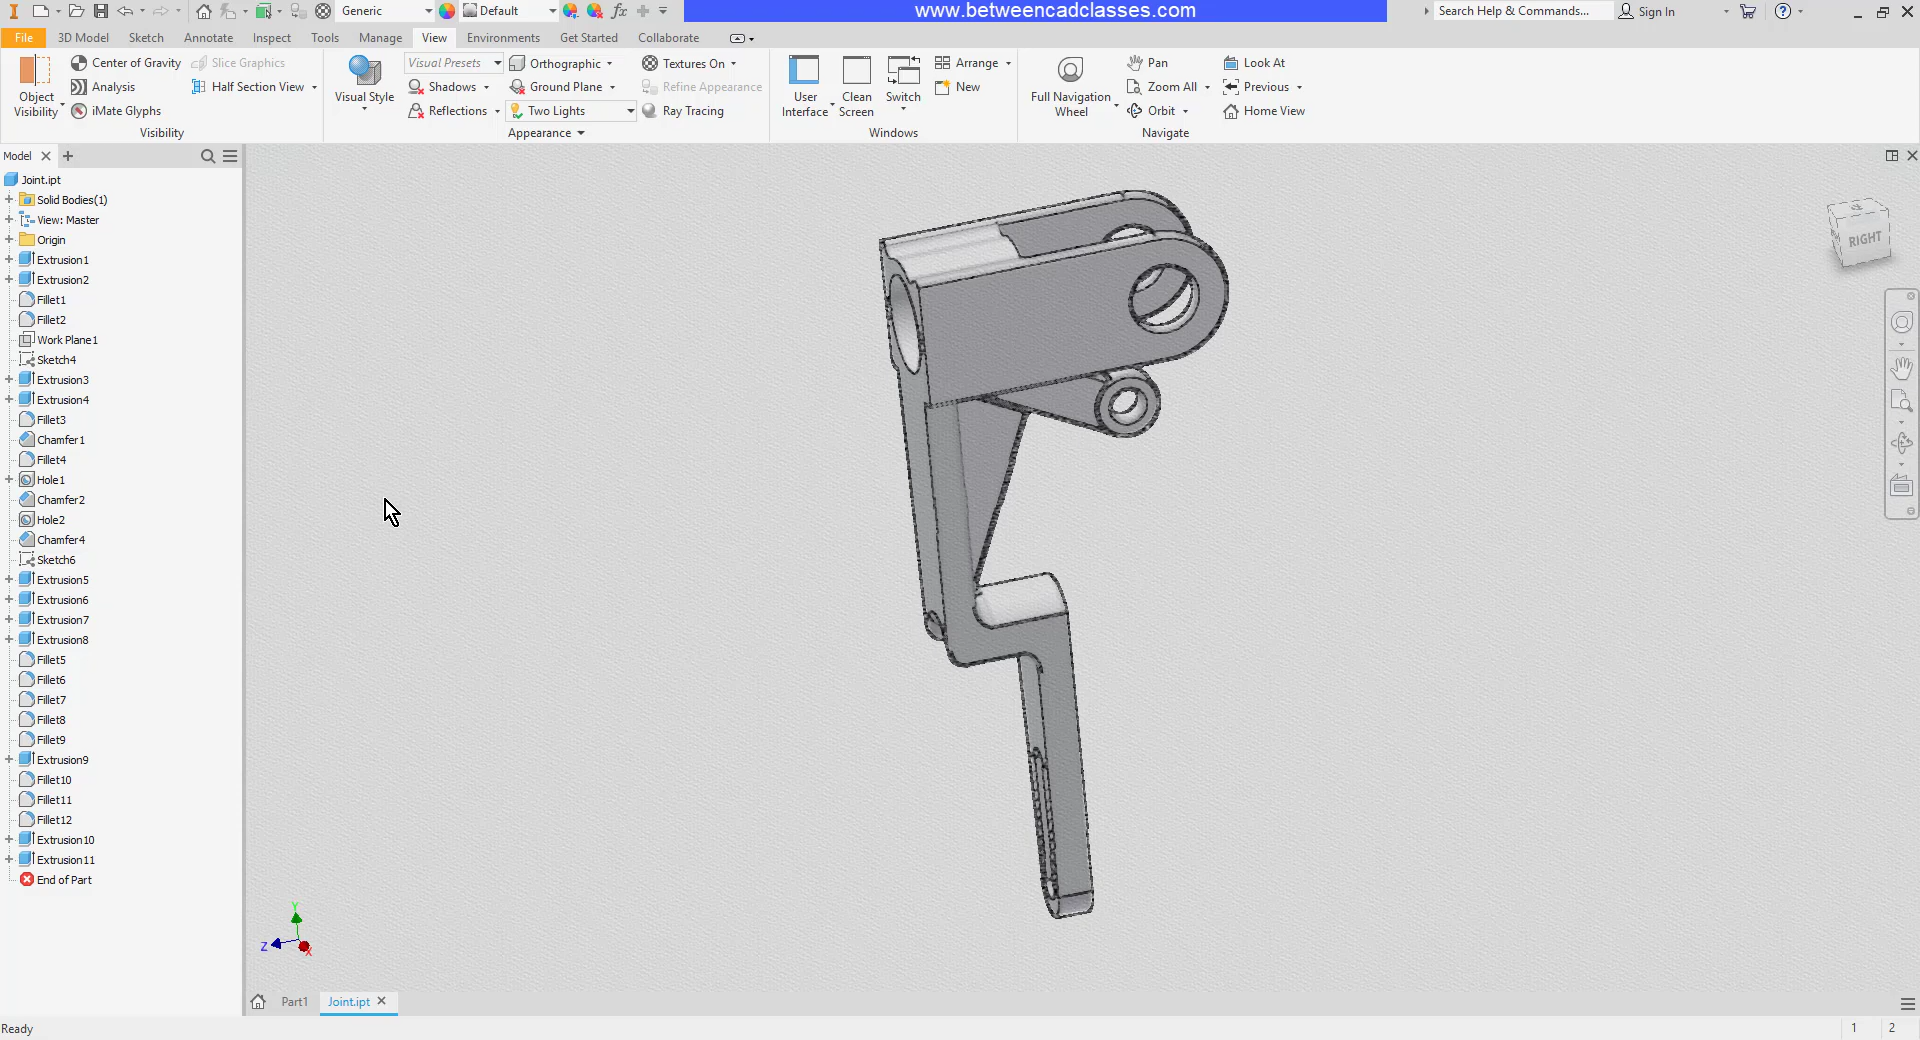 Generic
Default
fx
www.betweencadclasses.com
Search Help & Commands...
Sign In
File
3D Model
Sketch
Annotate
Inspect
Tools
Manage
View
Environments
Get Started
Collaborate
Object
Visibility
Center of Gravity
Analysis
iMate Glyphs
Slice Graphics
Half Section View
Visibility
Visual Style
Visual Presets
Shadows
Reflections
Orthographic
Ground Plane
Two Lights
Textures On
Refine Appearance
Ray Tracing
Appearance
User
Interface
Clean
Screen
Switch
Arrange
New
Windows
Full Navigation
Wheel
Pan
Zoom All
Orbit
Look At
Previous
Home View
Navigate
Model
Joint.ipt
Solid Bodies(1)
View: Master
Origin
Extrusion1
Extrusion2
Fillet1
Fillet2
Work Plane1
Sketch4
Extrusion3
Extrusion4
Fillet3
Chamfer1
Fillet4
Hole1
Chamfer2
Hole2
Chamfer4
Sketch6
Extrusion5
Extrusion6
Extrusion7
Extrusion8
Fillet5
Fillet6
Fillet7
Fillet8
Fillet9
Extrusion9
Fillet10
Fillet11
Fillet12
Extrusion10
Extrusion11
End of Part
RIGHT
Y
Z
X
Part1
Joint.ipt
Ready
1
2